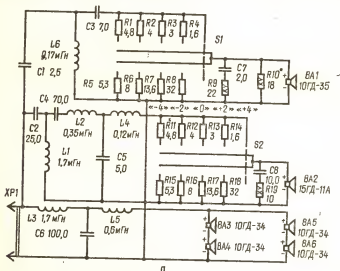 C3 7,0
R1 4,8
R2 4
R3 3
R4 1,6
S1
L6 0,17мГн
C1 2,5
C7 2,0
R10* 18
BA1 10ГД-35
R9 22
R5 5,3
R6 8
R7 13,6
R8 32
C4 70,0
«-4» «-2» «0» «+2» «+4»
C2 25,0
L2 0,35мГн
L4 0,12мГн
R11 4,8
R12 4
R13 3
R14 1,6
S2
L1 1,7мГн
C5 5,0
C8 10,0
BA2 15ГД-11А
R15 5,3
R16 8
R17 13,6
R18 32
R19 10
XP1
L3 1,7мГн
L5 0,6мГн
C6 100,0
BA3 10ГД-34
BA5 10ГД-34
BA4 10ГД-34
BA6 10ГД-34